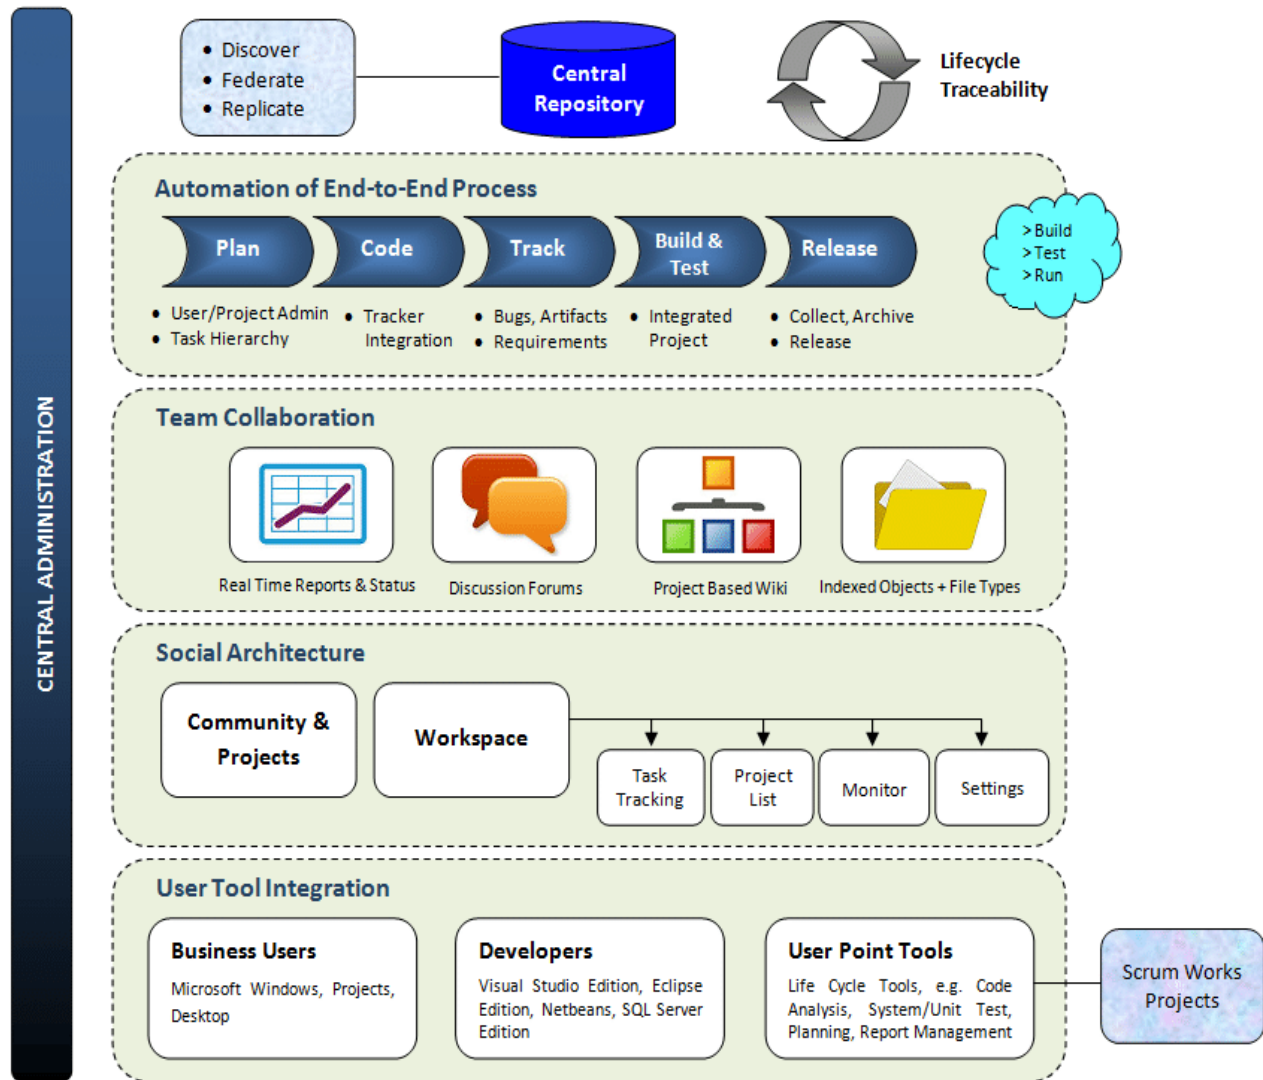 Discover
Federate
Replicate
Central
Repository
Lifecycle
Traceability
CENTRAL ADMINISTRATION
Automation of End-to-End Process
Plan
Code
Track
Build &
Test
Release
> Build
> Test
> Run
User/Project Admin
Task Hierarchy
Tracker
Integration
Bugs, Artifacts
Requirements
Integrated
Project
Collect, Archive
Release
Team Collaboration
Real Time Reports & Status
Discussion Forums
Project Based Wiki
Indexed Objects + File Types
Social Architecture
Community &
Projects
Workspace
Task
Tracking
Project
List
Monitor
Settings
User Tool Integration
Business Users
Microsoft Windows, Projects,
Desktop
Developers
Visual Studio Edition, Eclipse
Edition, Netbeans, SQL Server
Edition
User Point Tools
Life Cycle Tools, e.g. Code
Analysis, System/Unit Test,
Planning, Report Management
Scrum Works
Projects